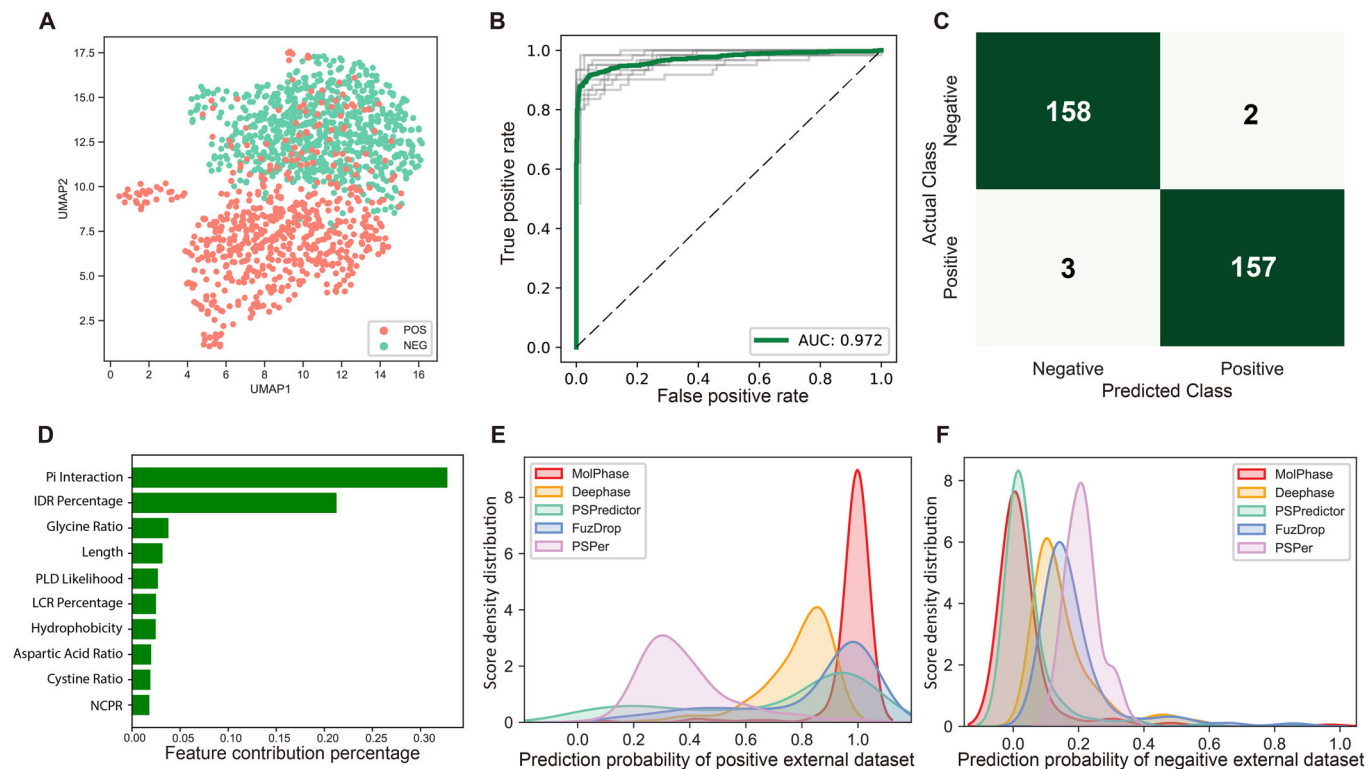 A
UMAP2
17.5
15.0
12.5
10.0
7.5
5.0
2.5
0 2 4 6 8 10 12 14 16
UMAP1
POS
NEG
B
True positive rate
1.0
0.8
0.6
0.4
0.2
0.0
0.0 0.2 0.4 0.6 0.8 1.0
False positive rate
AUC: 0.972
C
Actual Class
Negative
Positive
158 2
3 157
Negative Positive
Predicted Class
D
Pi Interaction
IDR Percentage
Glycine Ratio
Length
PLD Likelihood
LCR Percentage
Hydrophobicity
Aspartic Acid Ratio
Cystine Ratio
NCPR
0.00 0.05 0.10 0.15 0.20 0.25 0.30
Feature contribution percentage
E
Score density distribution
8
6
4
2
0
MolPhase
Deephase
PSPredictor
FuzDrop
PSPer
0.0 0.2 0.4 0.6 0.8 1.0
Prediction probability of positive external dataset
F
Score density distribution
8
6
4
2
0
MolPhase
Deephase
PSPredictor
FuzDrop
PSPer
0.0 0.2 0.4 0.6 0.8 1.0
Prediction probability of negaitive external dataset